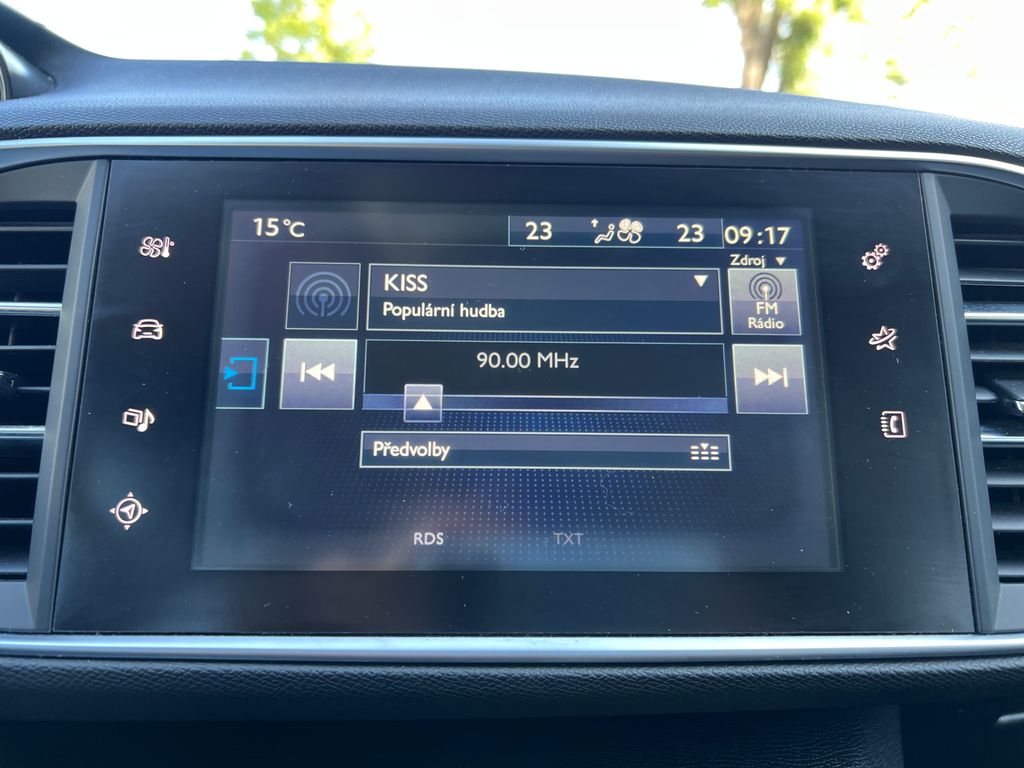 15°C
23
23
09:17
Zdroj
KISS
Populární hudba
FM
Rádio
90.00 MHz
Předvolby
RDS
TXT